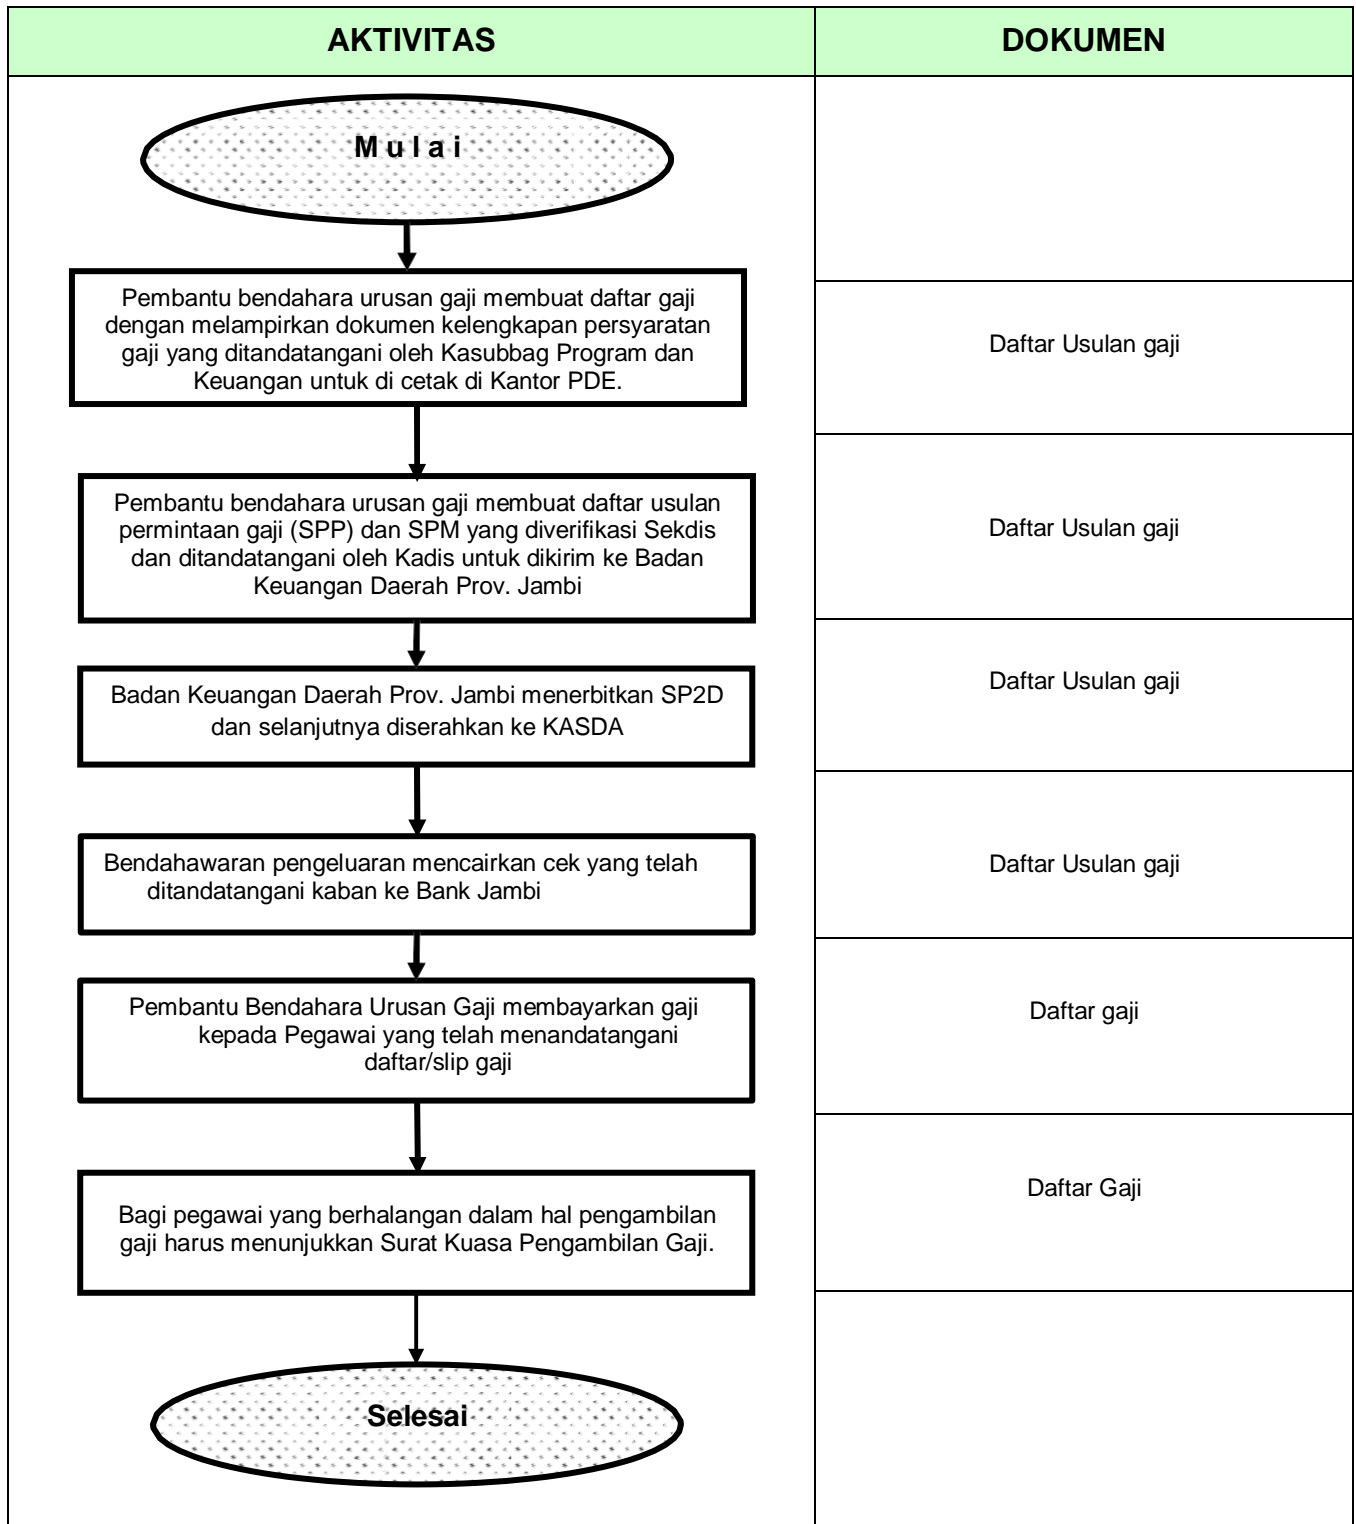 AKTIVITAS
DOKUMEN
M u l a i
Pembantu bendahara urusan gaji membuat daftar gaji
dengan melampirkan dokumen kelengkapan persyaratan
gaji yang ditandatangani oleh Kasubbag Program dan
Keuangan untuk di cetak di Kantor PDE.
Daftar Usulan gaji
Pembantu bendahara urusan gaji membuat daftar usulan
permintaan gaji (SPP) dan SPM yang diverifikasi Sekdis
dan ditandatangani oleh Kadis untuk dikirim ke Badan
Keuangan Daerah Prov. Jambi
Daftar Usulan gaji
Badan Keuangan Daerah Prov. Jambi menerbitkan SP2D
dan selanjutnya diserahkan ke KASDA
Daftar Usulan gaji
Bendahawaran pengeluaran mencairkan cek yang telah
ditandatangani kaban ke Bank Jambi
Daftar Usulan gaji
Pembantu Bendahara Urusan Gaji membayarkan gaji
kepada Pegawai yang telah menandatangani
daftar/slip gaji
Daftar gaji
Bagi pegawai yang berhalangan dalam hal pengambilan
gaji harus menunjukkan Surat Kuasa Pengambilan Gaji.
Daftar Gaji
Selesai